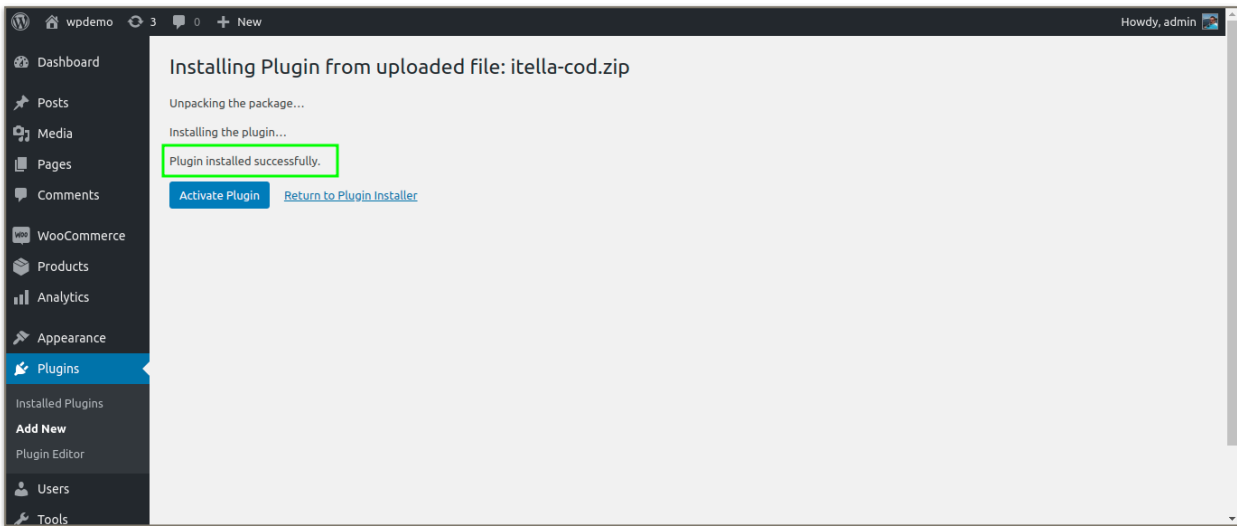 wpdemo 3 0 New Howdy, admin
Dashboard
Posts
Media
Pages
Comments
WOO WooCommerce
Products
Analytics
Appearance
Plugins
Installed Plugins
Add New
Plugin Editor
Users
Tools
Installing Plugin from uploaded file: itella-cod.zip
Unpacking the package…
Installing the plugin…
Plugin installed successfully.
Activate Plugin Return to Plugin Installer